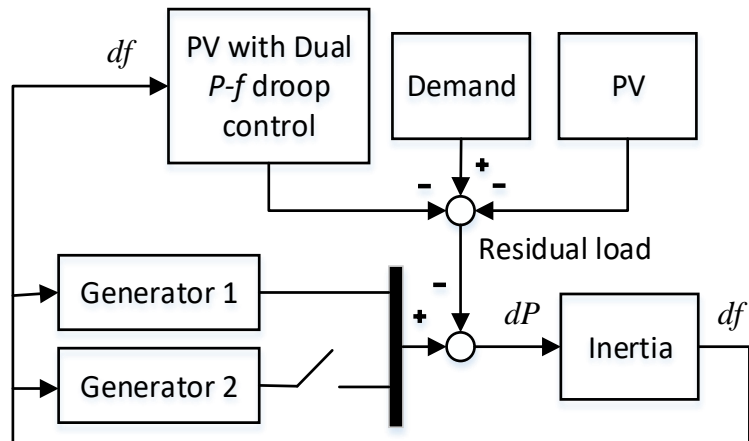 df
PV with Dual
P-f droop
control
Demand
PV
+
-
-
Residual load
-
Generator 1
+
dP
df
Inertia
Generator 2